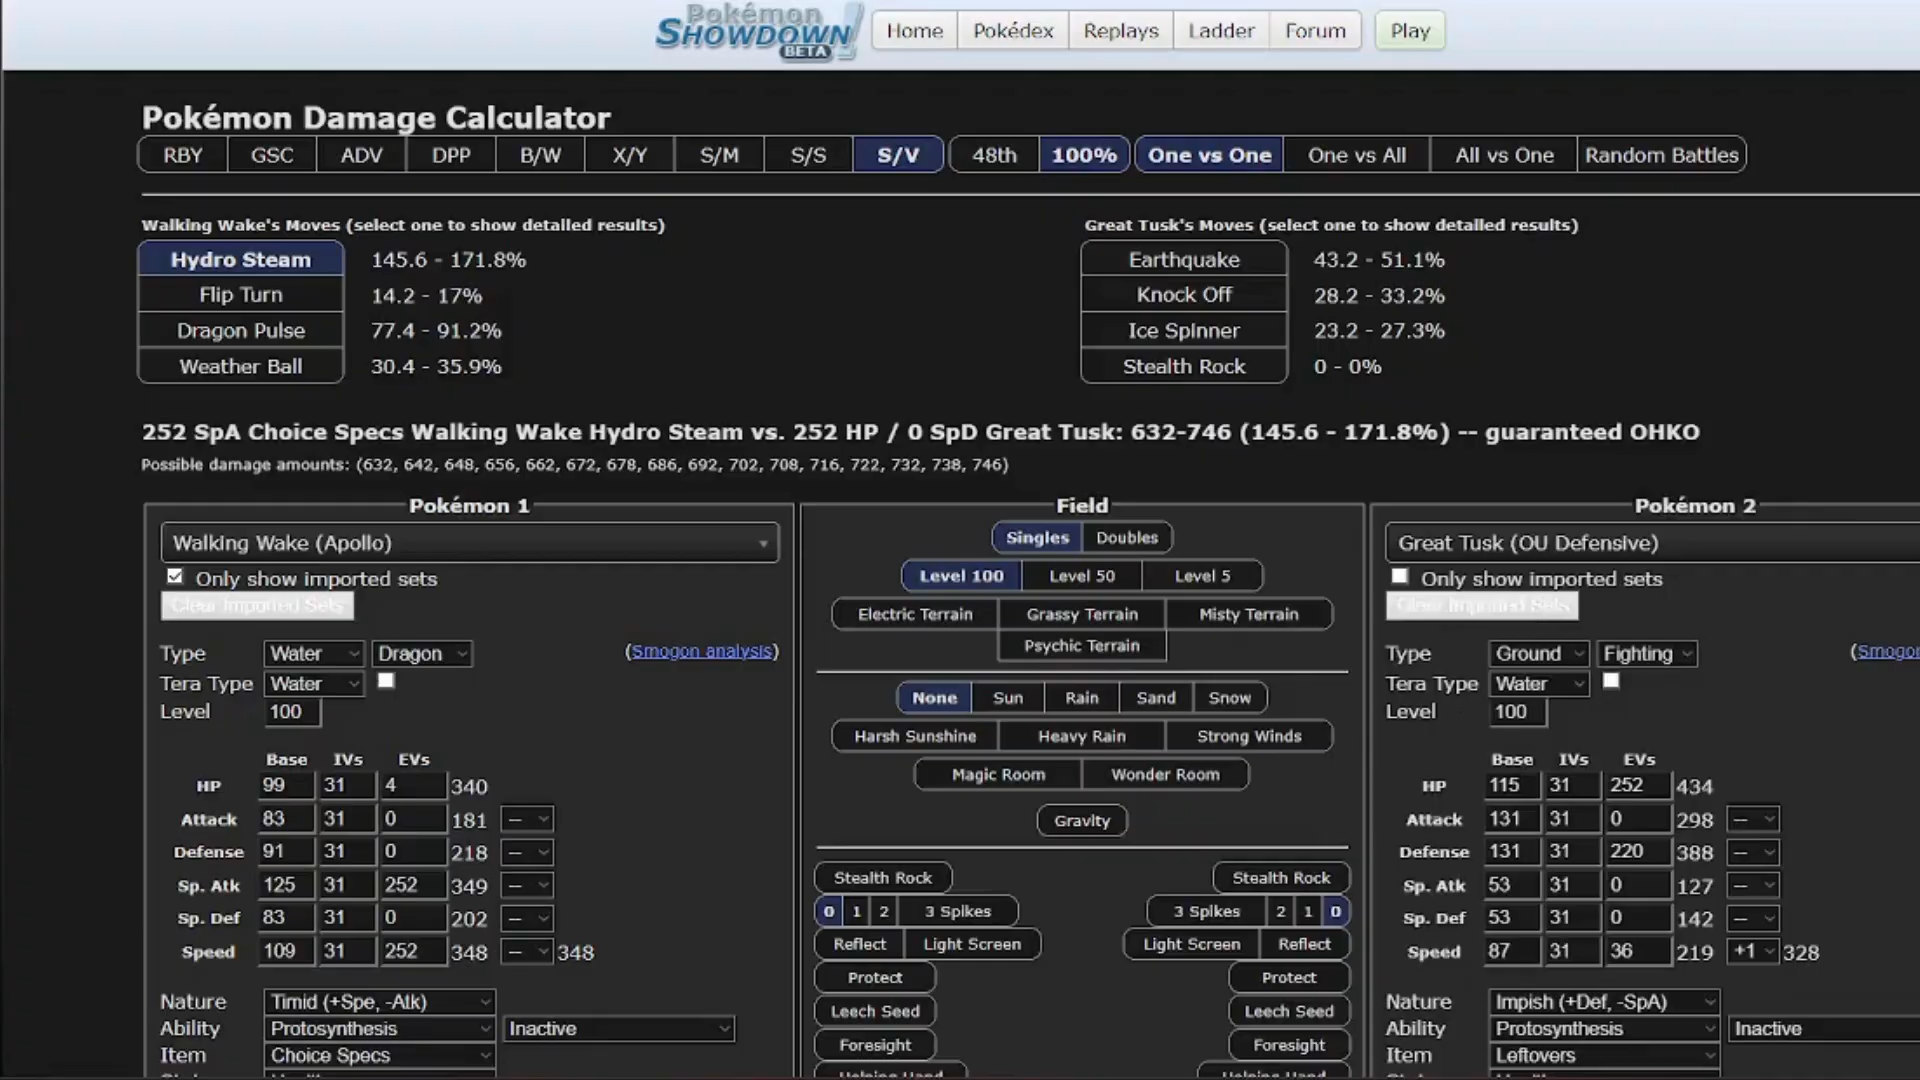 Pokémon SHOWDOWN BETA
Home Pokédex Replays Ladder Forum Play
Pokémon Damage Calculator
RBY GSC ADV DPP B/W X/Y S/M S/S S/V 48th 100% One vs One One vs All All vs One Random Battles
Walking Wake's Moves (select one to show detailed results)
Hydro Steam 145.6 - 171.8%
Flip Turn 14.2 - 17%
Dragon Pulse 77.4 - 91.2%
Weather Ball 30.4 - 35.9%
Great Tusk's Moves (select one to show detailed results)
Earthquake 43.2 - 51.1%
Knock Off 28.2 - 33.2%
Ice Spinner 23.2 - 27.3%
Stealth Rock 0 - 0%
252 SpA Choice Specs Walking Wake Hydro Steam vs. 252 HP / 0 SpD Great Tusk: 632-746 (145.6 - 171.8%) -- guaranteed OHKO
Possible damage amounts: (632, 642, 648, 656, 662, 672, 678, 686, 692, 702, 708, 716, 722, 732, 738, 746)
Pokémon 1
Walking Wake (Apollo)
Only show imported sets
Clear Imported Sets
Type Water Dragon (Smogon analysis)
Tera Type Water
Level 100
Base IVs EVs
HP 99 31 4 340
Attack 83 31 0 181 --
Defense 91 31 0 218 --
Sp. Atk 125 31 252 349 --
Sp. Def 83 31 0 202 --
Speed 109 31 252 348 -- 348
Nature Timid (+Spe, -Atk)
Ability Protosynthesis Inactive
Item Choice Specs
Field
Singles Doubles
Level 100 Level 50 Level 5
Electric Terrain Grassy Terrain Misty Terrain
Psychic Terrain
None Sun Rain Sand Snow
Harsh Sunshine Heavy Rain Strong Winds
Magic Room Wonder Room
Gravity
Stealth Rock Stealth Rock
0 1 2 3 Spikes 3 Spikes 2 1 0
Reflect Light Screen Light Screen Reflect
Protect Protect
Leech Seed Leech Seed
Foresight Foresight
Helping Hand Helping Hand
Pokémon 2
Great Tusk (OU Defensive)
Only show imported sets
Clear Imported Sets
Type Ground Fighting (Smogon
Tera Type Water
Level 100
Base IVs EVs
HP 115 31 252 434
Attack 131 31 0 298 --
Defense 131 31 220 388 --
Sp. Atk 53 31 0 127 --
Sp. Def 53 31 0 142 --
Speed 87 31 36 219 +1 328
Nature Impish (+Def, -SpA)
Ability Protosynthesis Inactive
Item Leftovers